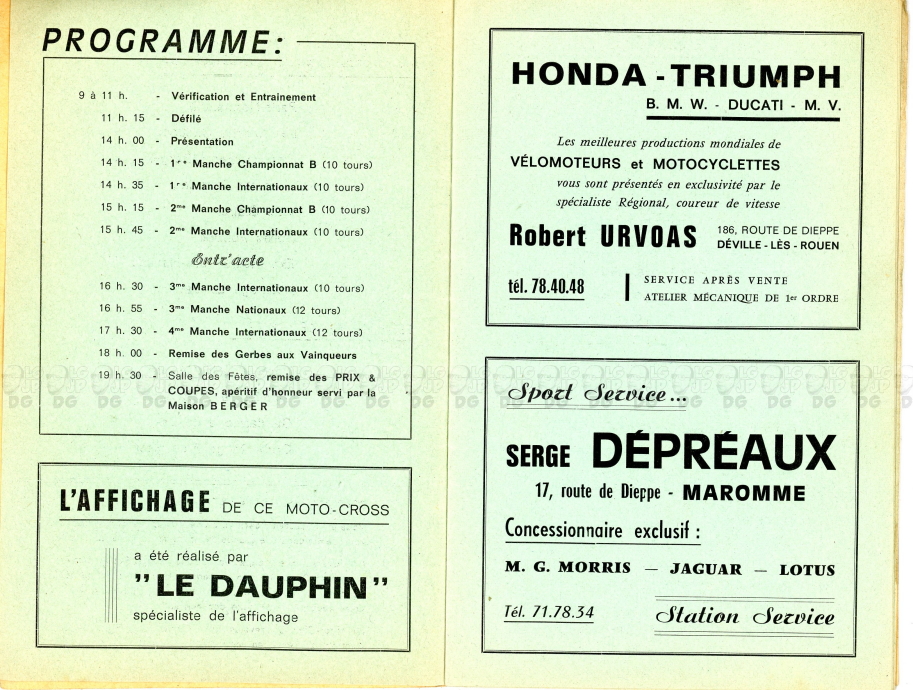 PROGRAMME:
9 à 11 h. - Vérification et Entrainement
11 h. 15 - Défilé
14 h. 00 - Présentation
14 h. 15 - 1re Manche Championnat B (10 tours)
14 h. 35 - 1re Manche Internationaux (10 tours)
15 h. 15 - 2me Manche Championnat B (10 tours)
15 h. 45 - 2me Manche Internationaux (10 tours)
Entr'acte
16 h. 30 - 3me Manche Internationaux (10 tours)
16 h. 55 - 3me Manche Nationaux (12 tours)
17 h. 30 - 4me Manche Internationaux (12 tours)
18 h. 00 - Remise des Gerbes aux Vainqueurs
19 h. 30 - Salle des Fêtes, remise des PRIX &
COUPES, apéritif d'honneur servi par la
Maison BERGER
L'AFFICHAGE DE CE MOTO-CROSS
a été réalisé par
"LE DAUPHIN"
spécialiste de l'affichage
HONDA - TRIUMPH
B. M. W. - DUCATI - M. V.
Les meilleures productions mondiales de
VÉLOMOTEURS et MOTOCYCLETTES
vous sont présentés en exclusivité par le
spécialiste Régional, coureur de vitesse
Robert URVOAS
186, ROUTE DE DIEPPE
DÉVILLE - LÈS - ROUEN
tél. 78.40.48
SERVICE APRÈS VENTE
ATELIER MÉCANIQUE DE 1er ORDRE
Sport Service...
SERGE DÉPRÉAUX
17, route de Dieppe - MAROMME
Concessionnaire exclusif :
M. G. MORRIS — JAGUAR — LOTUS
Tél. 71.78.34
Station Service